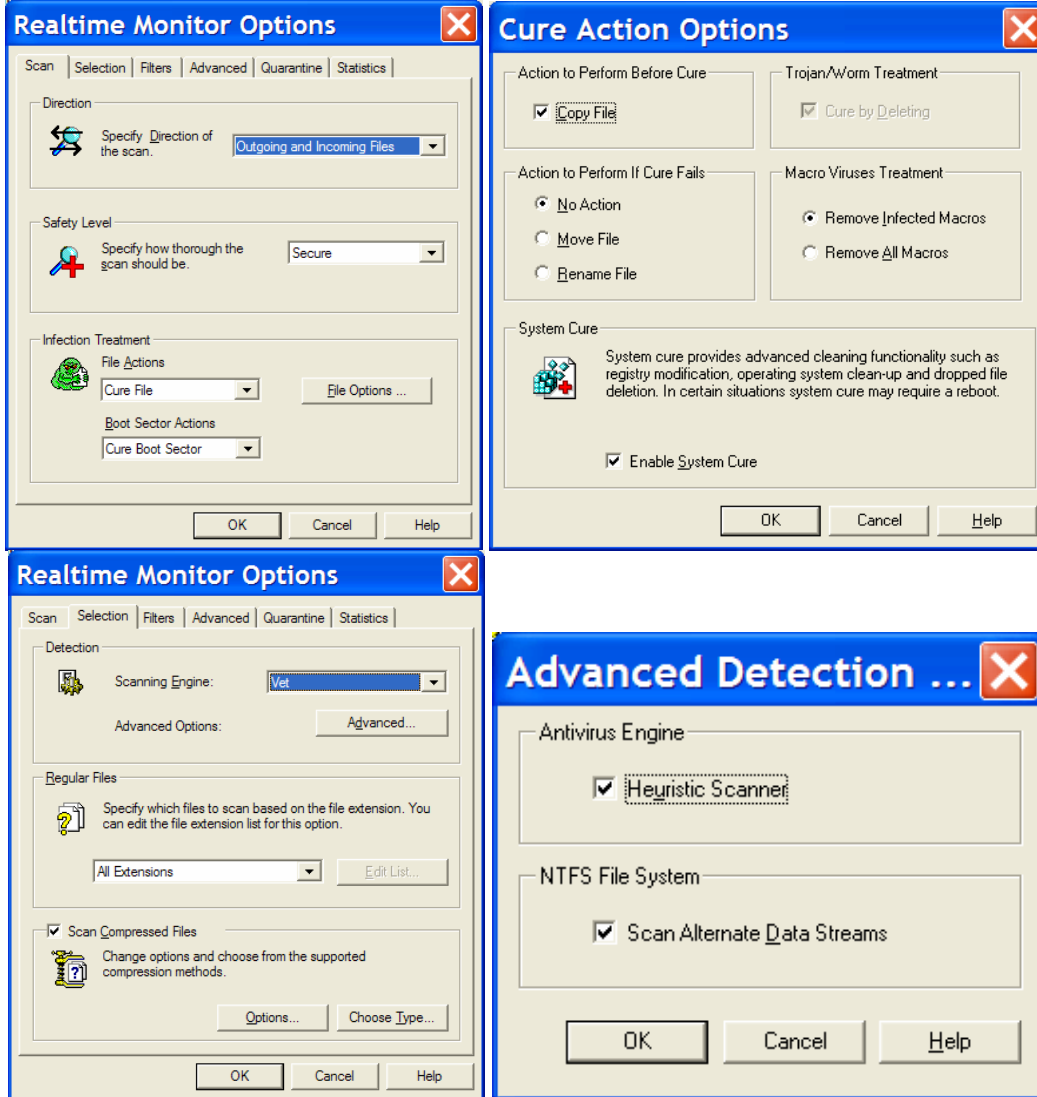 Realtime Monitor Options
Scan Selection Filters Advanced Quarantine Statistics
Direction
Specify Direction of
the scan.
Outgoing and Incoming Files
Safety Level
Specify how thorough the
scan should be.
Secure
Infection Treatment
File Actions
Cure File
File Options ...
Boot Sector Actions
Cure Boot Sector
OK Cancel Help
Cure Action Options
Action to Perform Before Cure
Copy File
Trojan/Worm Treatment
Cure by Deleting
Action to Perform If Cure Fails
No Action
Move File
Rename File
Macro Viruses Treatment
Remove Infected Macros
Remove All Macros
System Cure
System cure provides advanced cleaning functionality such as
registry modification, operating system clean-up and dropped file
deletion. In certain situations system cure may require a reboot.
Enable System Cure
OK Cancel Help
Realtime Monitor Options
Scan Selection Filters Advanced Quarantine Statistics
Detection
Scanning Engine: Vet
Advanced Options: Advanced...
Regular Files
Specify which files to scan based on the file extension. You
can edit the file extension list for this option.
All Extensions Edit List...
Scan Compressed Files
Change options and choose from the supported
compression methods.
Options... Choose Type...
OK Cancel Help
Advanced Detection ...
Antivirus Engine
Heuristic Scanner
NTFS File System
Scan Alternate Data Streams
OK Cancel Help